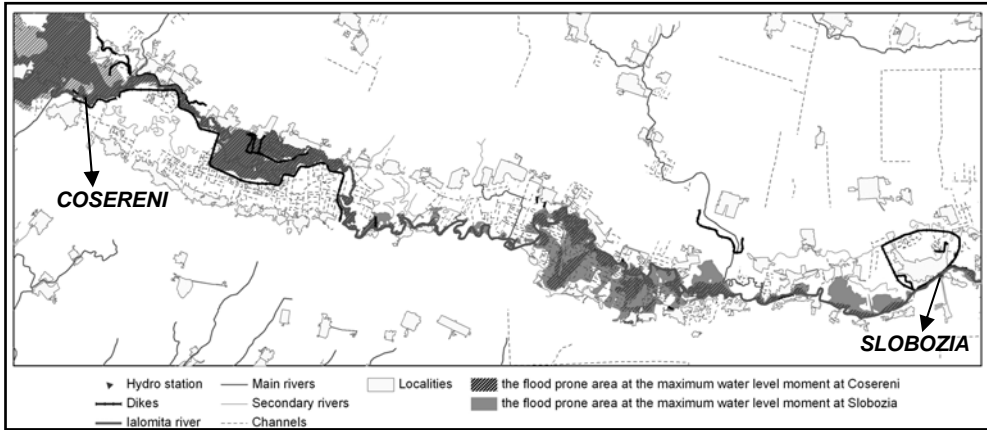 COSERENI
SLOBOZIA
Hydro station
Main rivers
Localities
the flood prone area at the maximum water level moment at Cosereni
Dikes
Secondary rivers
the flood prone area at the maximum water level moment at Slobozia
Ialomita river
Channels